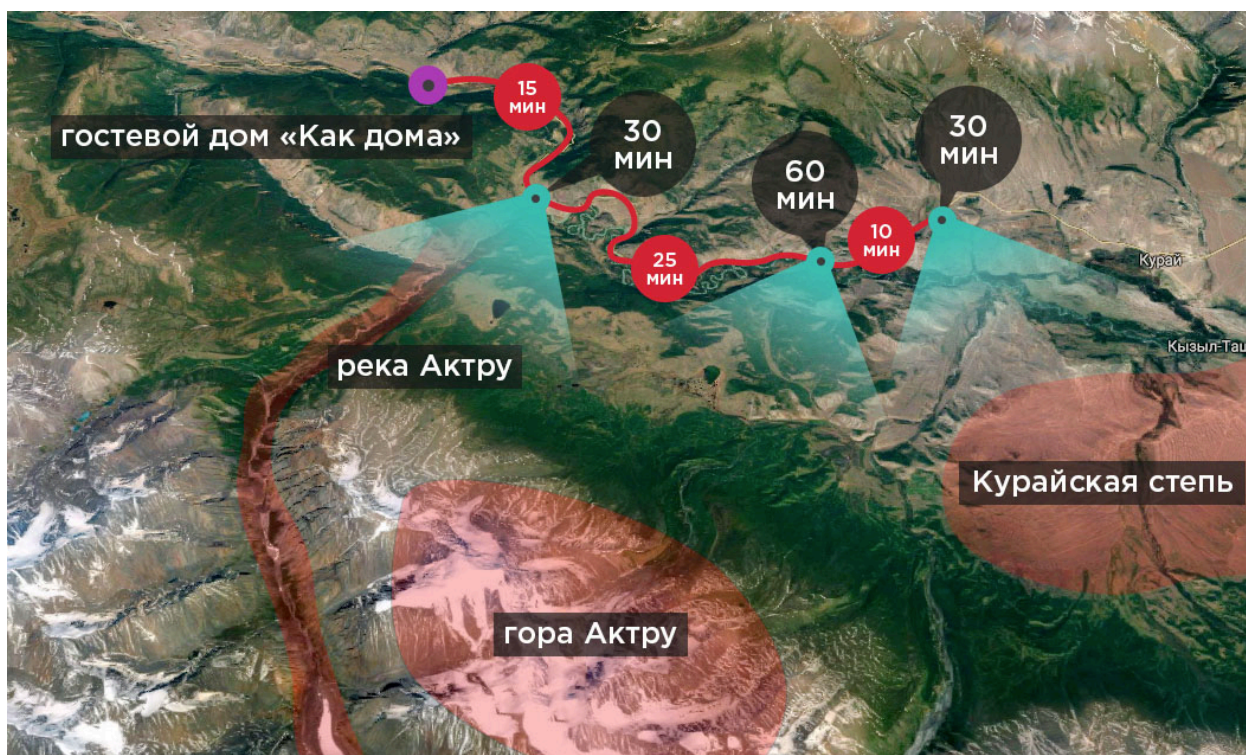 15
мин
гостевой дом «Как дома»
30
мин
60
мин
30
мин
25
мин
10
мин
Курай
Кызыл-Таш
река Актру
Курайская степь
гора Актру